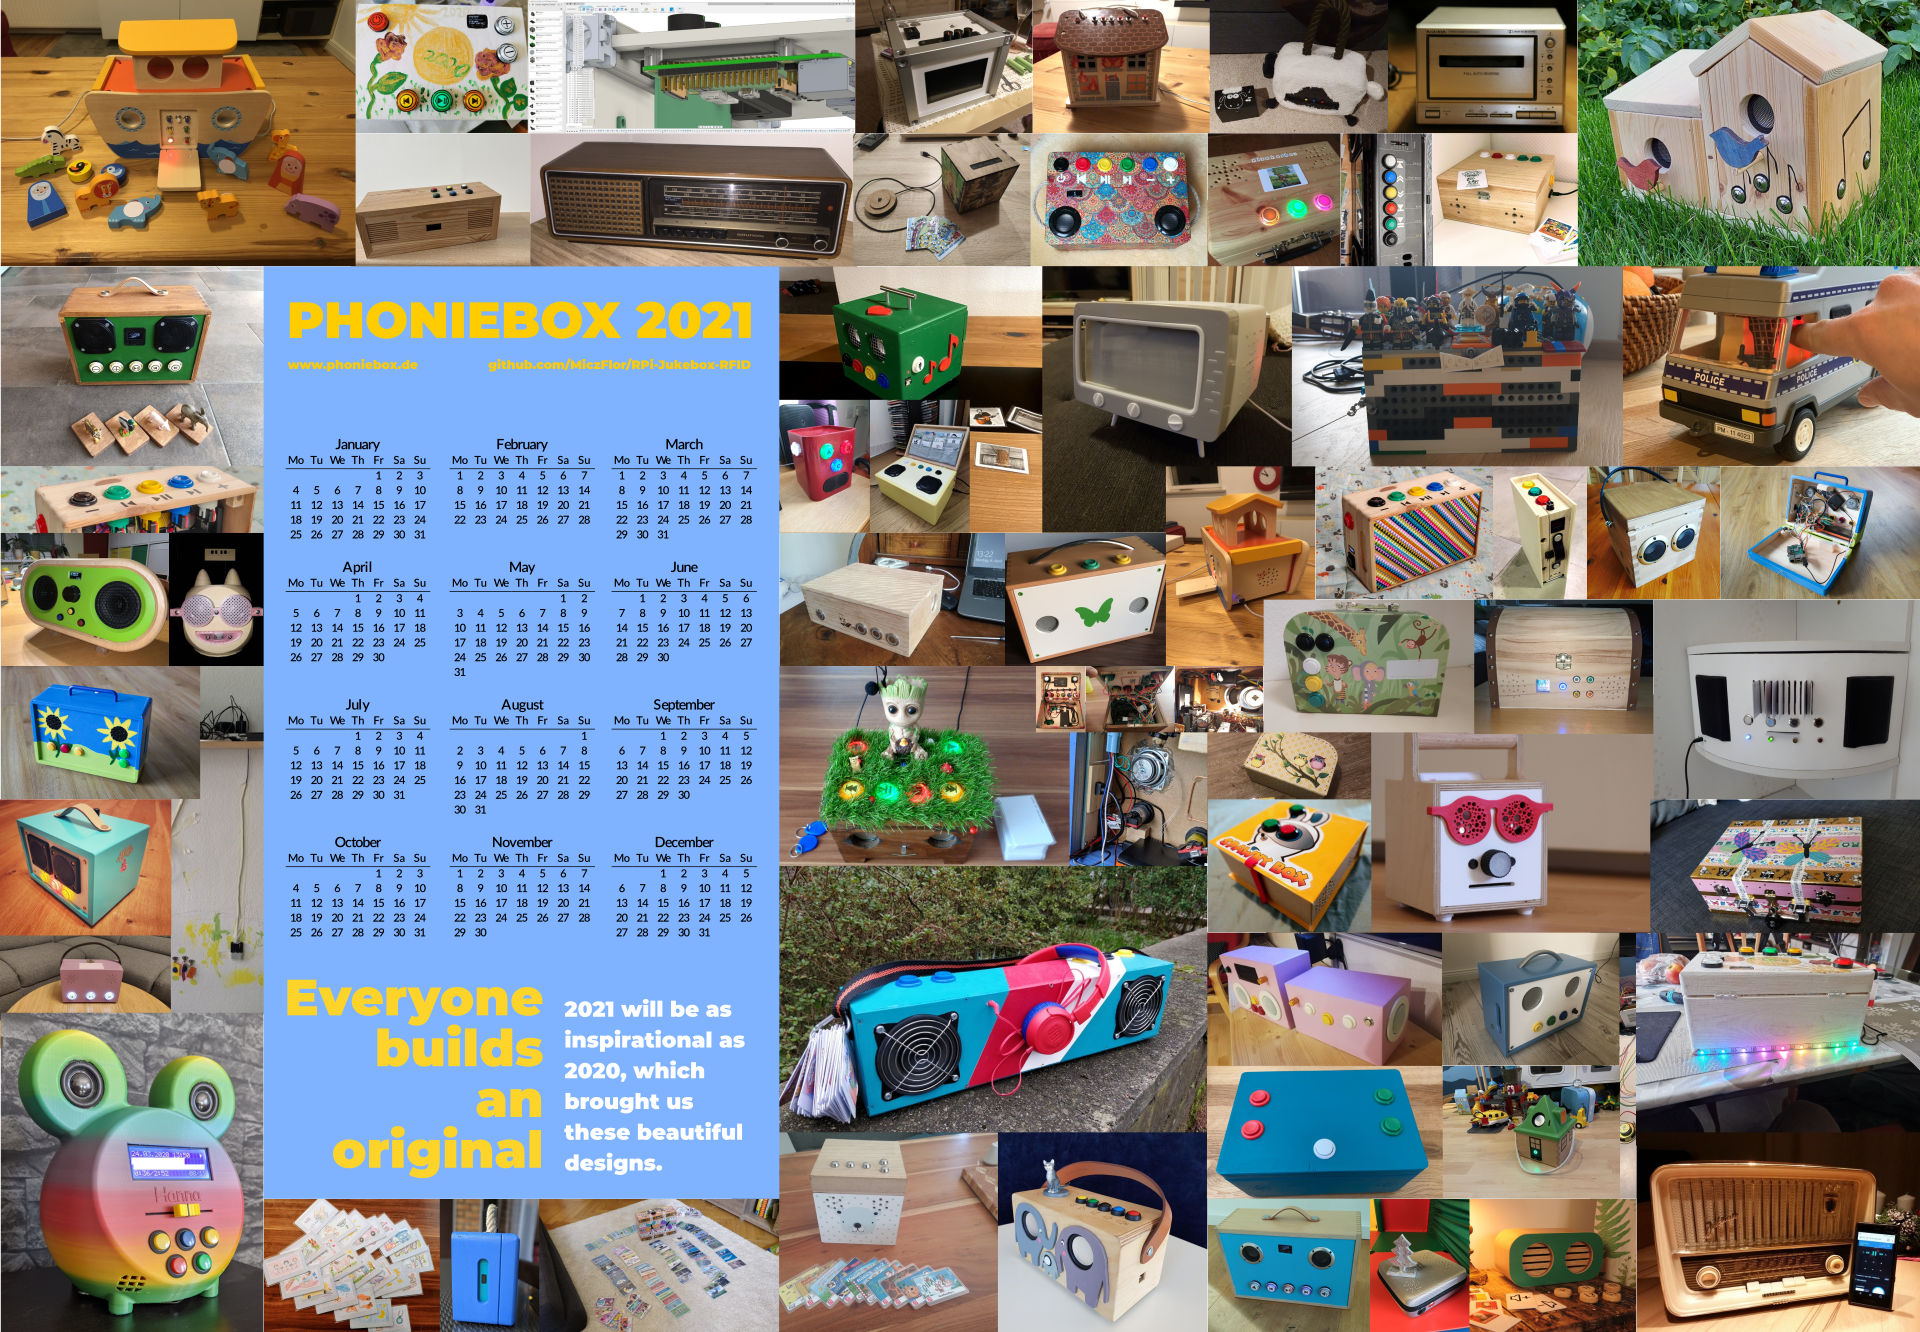 PHONIEBOX 2021
www.phoniebox.de github.com/MiczFlor/RPi-Jukebox-RFID
January February March
Mo Tu We Th Fr Sa Su Mo Tu We Th Fr Sa Su Mo Tu We Th Fr Sa Su
1 2 3 1 2 3 4 5 6 7 1 2 3 4 5 6 7
4 5 6 7 8 9 10 8 9 10 11 12 13 14 8 9 10 11 12 13 14
11 12 13 14 15 16 17 15 16 17 18 19 20 21 15 16 17 18 19 20 21
18 19 20 21 22 23 24 22 23 24 25 26 27 28 22 23 24 25 26 27 28
25 26 27 28 29 30 31 29 30 31
April May June
Mo Tu We Th Fr Sa Su Mo Tu We Th Fr Sa Su Mo Tu We Th Fr Sa Su
1 2 3 4 1 2 1 2 3 4 5 6
5 6 7 8 9 10 11 3 4 5 6 7 8 9 7 8 9 10 11 12 13
12 13 14 15 16 17 18 10 11 12 13 14 15 16 14 15 16 17 18 19 20
19 20 21 22 23 24 25 17 18 19 20 21 22 23 21 22 23 24 25 26 27
26 27 28 29 30 24 25 26 27 28 29 30 28 29 30
31
July August September
Mo Tu We Th Fr Sa Su Mo Tu We Th Fr Sa Su Mo Tu We Th Fr Sa Su
1 2 3 4 1 1 2 3 4 5
5 6 7 8 9 10 11 2 3 4 5 6 7 8 6 7 8 9 10 11 12
12 13 14 15 16 17 18 9 10 11 12 13 14 15 13 14 15 16 17 18 19
19 20 21 22 23 24 25 16 17 18 19 20 21 22 20 21 22 23 24 25 26
26 27 28 29 30 31 23 24 25 26 27 28 29 27 28 29 30
30 31
October November December
Mo Tu We Th Fr Sa Su Mo Tu We Th Fr Sa Su Mo Tu We Th Fr Sa Su
1 2 3 1 2 3 4 5 6 7 1 2 3 4 5
4 5 6 7 8 9 10 8 9 10 11 12 13 14 6 7 8 9 10 11 12
11 12 13 14 15 16 17 15 16 17 18 19 20 21 13 14 15 16 17 18 19
18 19 20 21 22 23 24 22 23 24 25 26 27 28 20 21 22 23 24 25 26
25 26 27 28 29 30 31 29 30 27 28 29 30 31
Everyone
builds
an
original
2021 will be as
inspirational as
2020, which
brought us
these beautiful
designs.
POLICE
POLICE
PM - 11 4023
13:22
BOX
Hanna